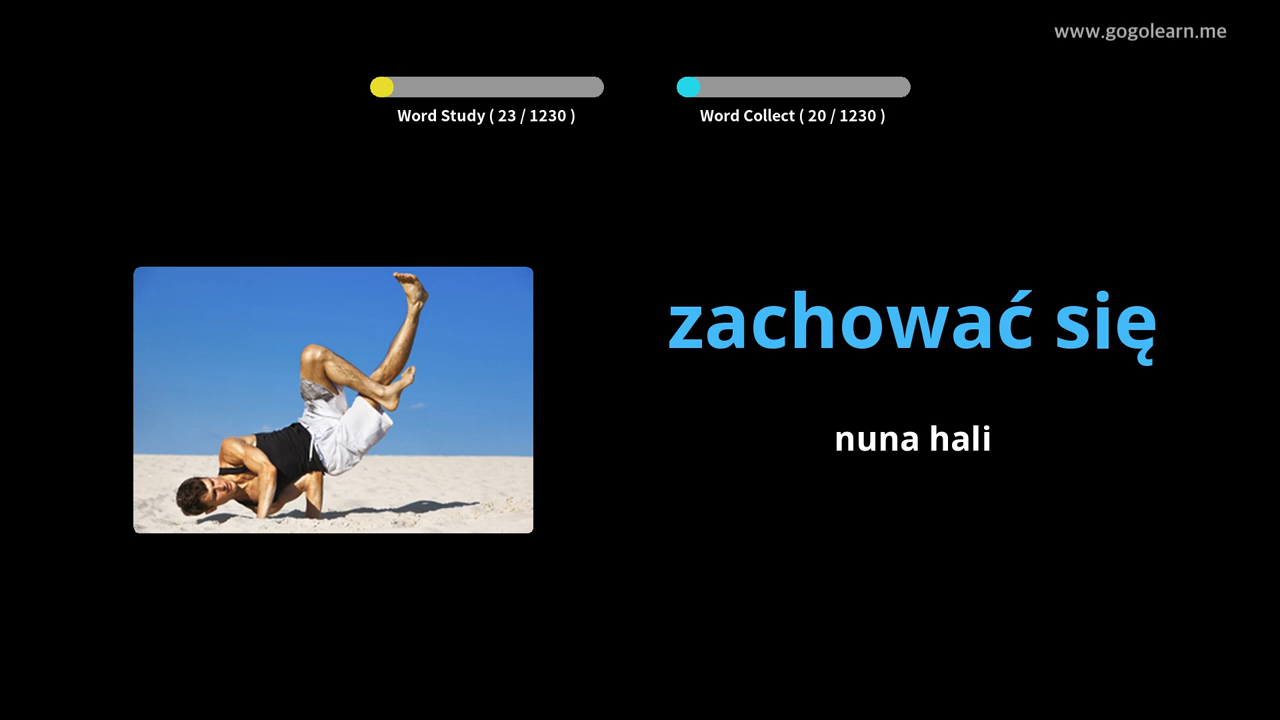 www.gogolearn.me
Word Study ( 23 / 1230 )
Word Collect ( 20 / 1230 )
zachować się
nuna hali